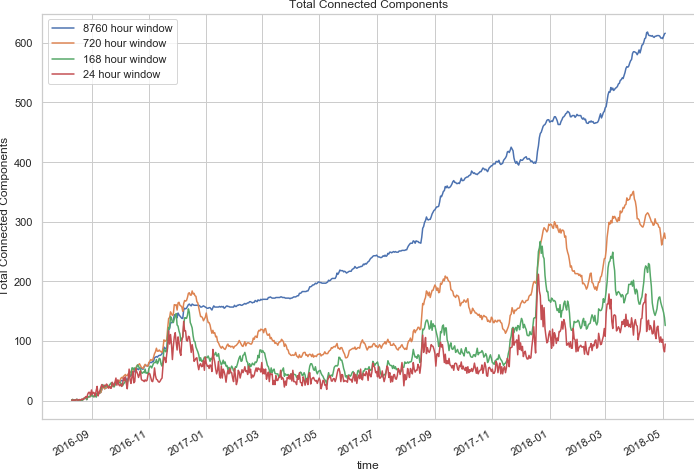 Total Connected Components
8760 hour window
720 hour window
168 hour window
24 hour window
Total Connected Components
600
500
400
300
200
100
0
2016-09
2016-11
2017-01
2017-03
2017-05
2017-07
2017-09
2017-11
2018-01
2018-03
2018-05
time